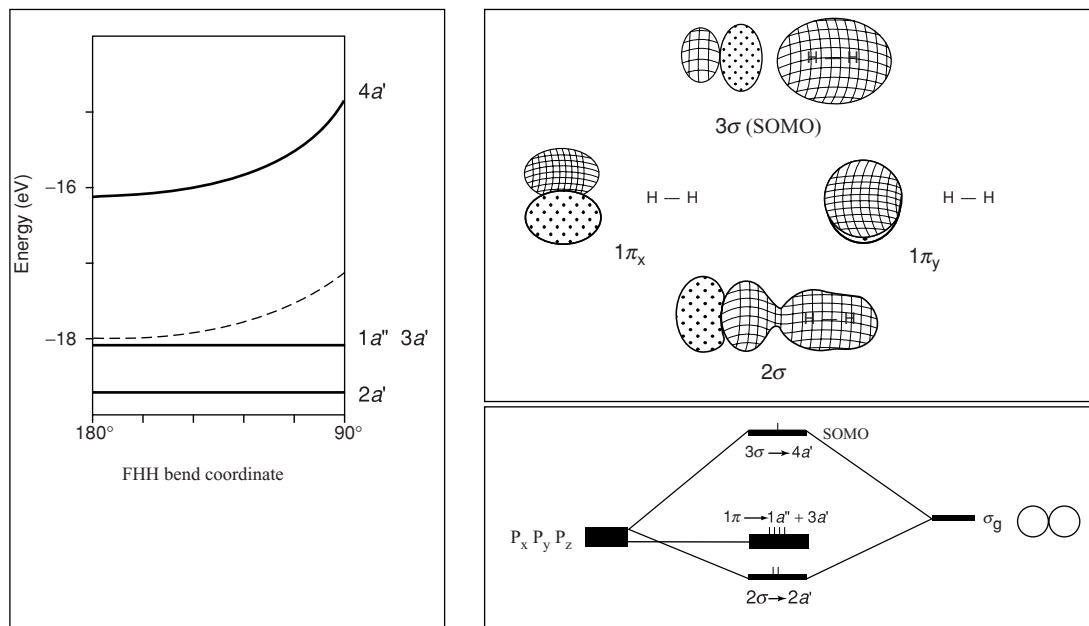 4a'
−16
Energy (eV)
−18
1a'' 3a'
2a'
180°
90°
FHH bend coordinate
H — H
3σ (SOMO)
H — H
H — H
1πx
1πy
H — H
2σ
SOMO
3σ → 4a'
1π → 1a'' + 3a'
Px Py Pz
σg
2σ → 2a'